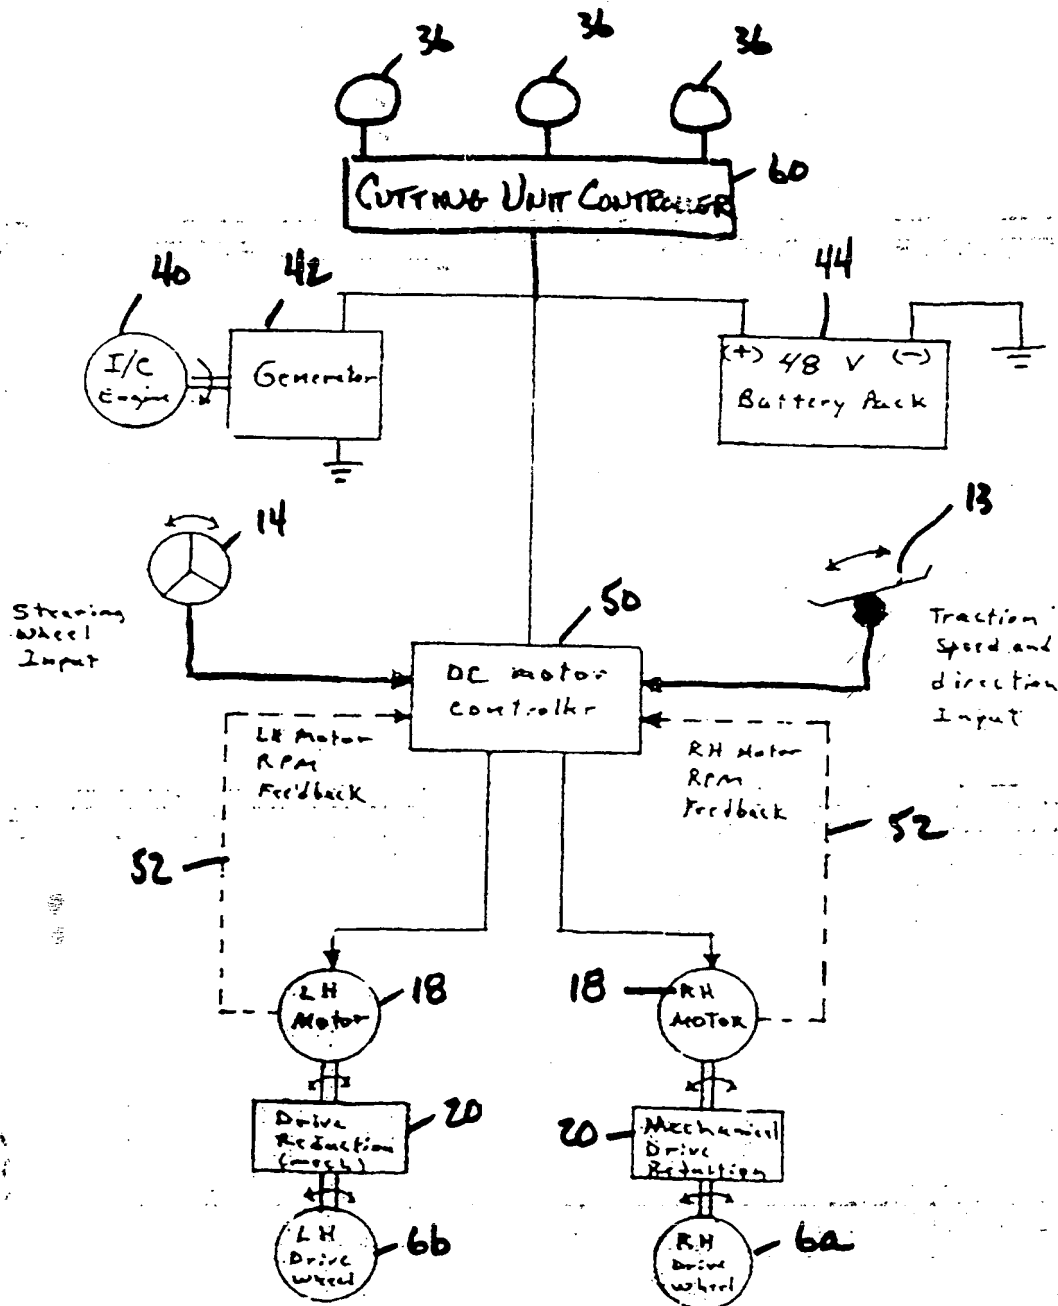 36
36
36
CUTTING UNIT CONTROLLER
60
40
42
44
I/C
Engine
Generator
(+) 48 V (-)
Battery Pack
14
13
Steering
Wheel
Input
50
Traction
Speed and
direction
Input
DC motor
controller
LH Motor
RPM
Feedback
RH Motor
RPM
Feedback
52
52
LH
Motor
18
18
RH
MOTOR
Drive
Reduction
(mech)
20
20
Mechanical
Drive
Reduction
LH
Drive
Wheel
6b
RH
Drive
Wheel
6a